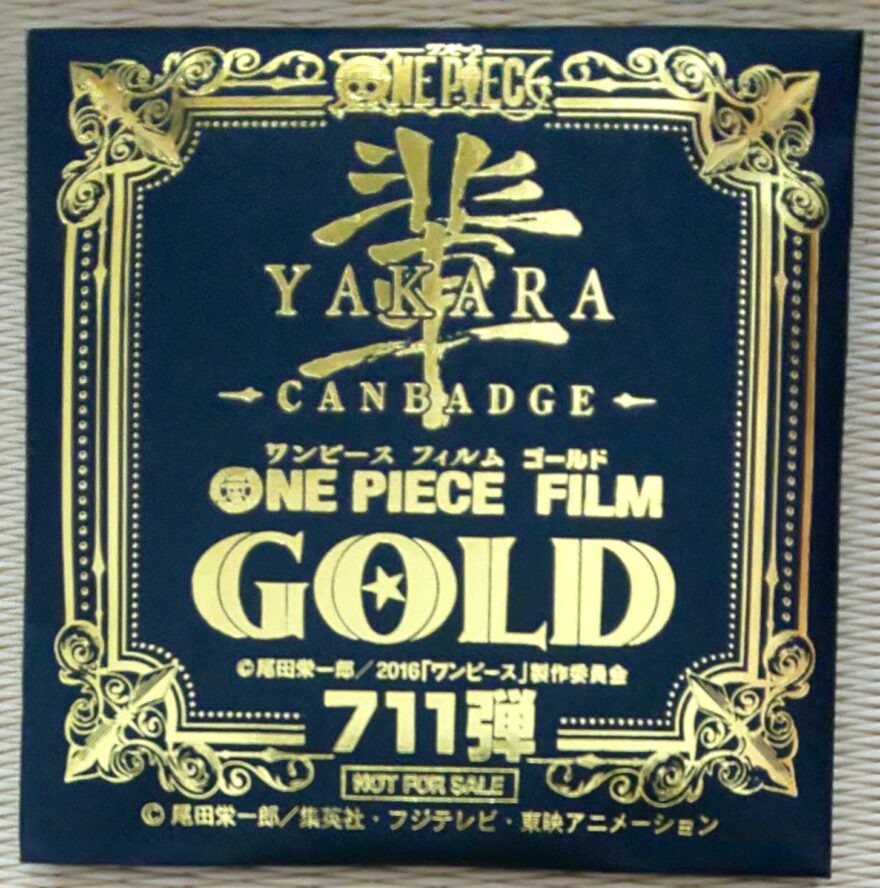 ワンピース
ONE PIECE
輩
YAKARA
CANBADGE
ワンピース フィルム ゴールド
ONE PIECE FILM
GOLD
©尾田栄一郎／2016「ワンピース」製作委員会
711弾
NOT FOR SALE
© 尾田栄一郎／集英社・フジテレビ・東映アニメーション